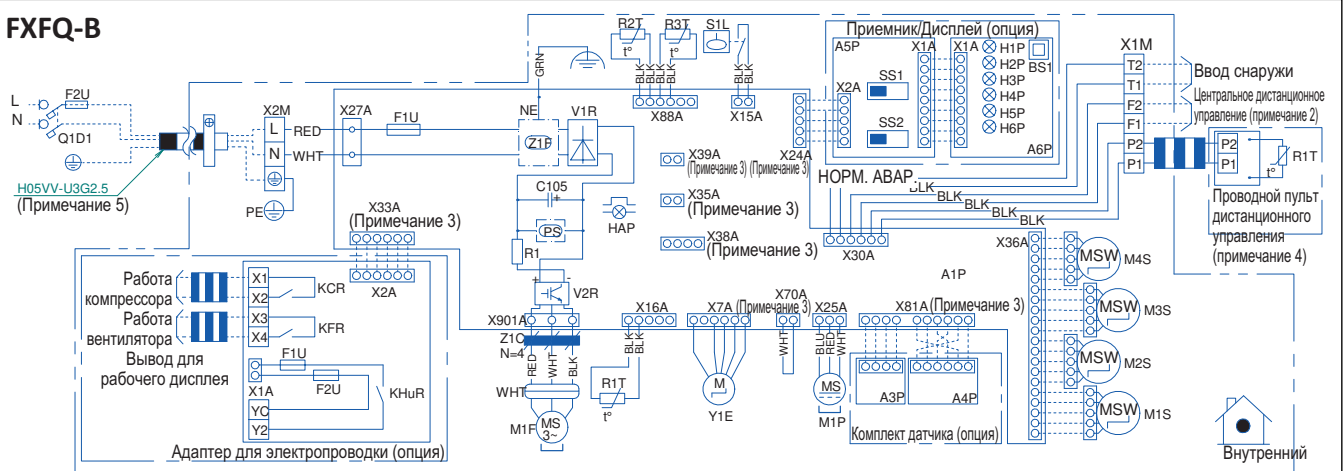 FXFQ-B
R2T
R3T
S1L
t°
t°
BLK
BLK
BLK
BLK
BLK
BLK
X88A
X15A
Приемник/Дисплей (опция)
A5P
X1A
X1A
H1P
H2P
H3P
H4P
H5P
H6P
BS1
X2A
SS1
SS2
A6P
X24A
НОРМ. АВАР.
X1M
T2
T1
F2
F1
P2
P1
Ввод снаружи
Центральное дистанционное
управление (примечание 2)
P2
P1
R1T
t°
Проводной пульт
дистанционного
управления
(примечание 4)
L
N
F2U
Q1D1
H05VV-U3G2.5
(Примечание 5)
X2M
L
N
PE
RED
WHT
X27A
F1U
GRN
NE
Z1F
V1R
C105
+
PS
R1
HAP
+
-
V2R
X39A
(Примечание 3)
(Примечание 3)
X35A
(Примечание 3)
X38A
(Примечание 3)
BLK
BLK
BLK
BLK
X30A
A1P
X36A
MSW
M4S
MSW
M3S
MSW
M2S
MSW
M1S
X33A
(Примечание 3)
X2A
Работа
компрессора
Работа
вентилятора
Вывод для
рабочего дисплея
X1
X2
X3
X4
KCR
KFR
F1U
F2U
KHuR
X1A
YC
Y2
Адаптер для электропроводки (опция)
X901A
Z1C
N=4
RED
WHT
BLK
WHT
M1F
MS
3~
X16A
BLK
BLK
R1T
t°
X7A (Примечание 3)
M
Y1E
X70A
WHT
X25A
BLU
RED
WHT
MS
M1P
X81A (Примечание 3)
A3P
A4P
Комплект датчика (опция)
Внутренний